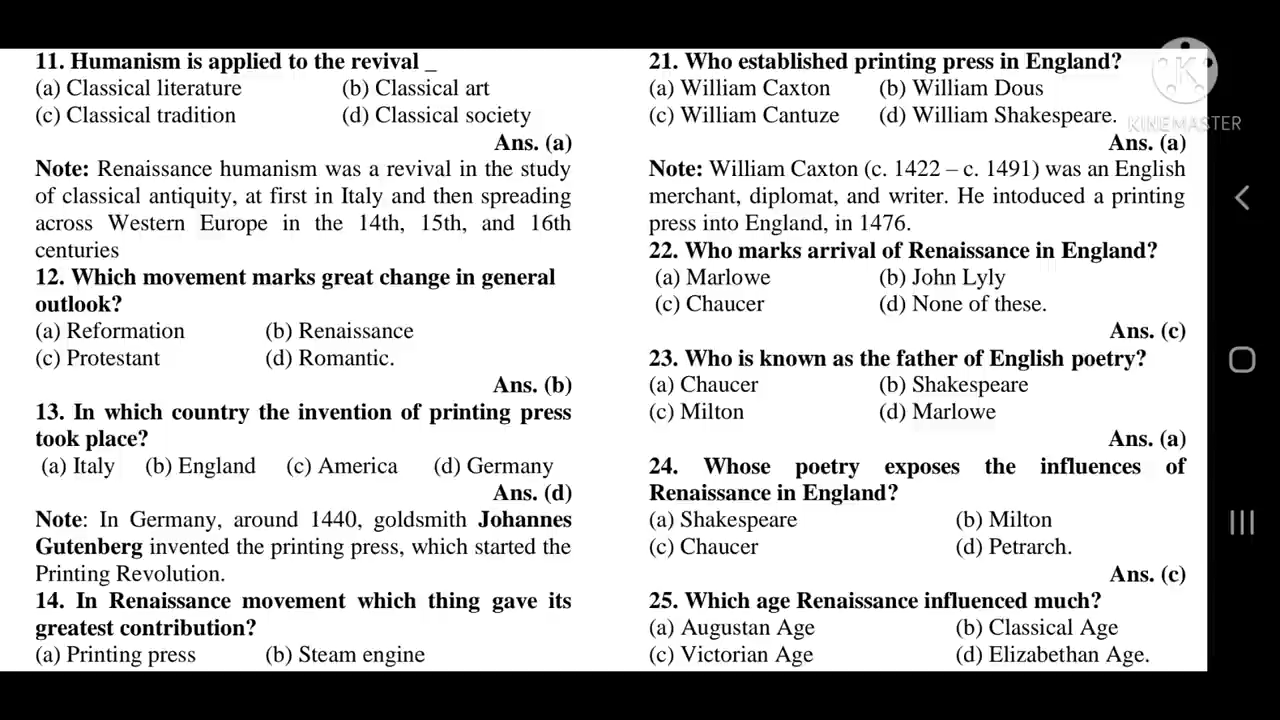 11. Humanism is applied to the revival _
(a) Classical literature (b) Classical art
(c) Classical tradition (d) Classical society
Ans. (a)
Note: Renaissance humanism was a revival in the study
of classical antiquity, at first in Italy and then spreading
across Western Europe in the 14th, 15th, and 16th
centuries
12. Which movement marks great change in general
outlook?
(a) Reformation (b) Renaissance
(c) Protestant (d) Romantic.
Ans. (b)
13. In which country the invention of printing press
took place?
(a) Italy (b) England (c) America (d) Germany
Ans. (d)
Note: In Germany, around 1440, goldsmith Johannes
Gutenberg invented the printing press, which started the
Printing Revolution.
14. In Renaissance movement which thing gave its
greatest contribution?
(a) Printing press (b) Steam engine
21. Who established printing press in England?
(a) William Caxton (b) William Dous
(c) William Cantuze (d) William Shakespeare.
Ans. (a)
Note: William Caxton (c. 1422 – c. 1491) was an English
merchant, diplomat, and writer. He intoduced a printing
press into England, in 1476.
22. Who marks arrival of Renaissance in England?
(a) Marlowe (b) John Lyly
(c) Chaucer (d) None of these.
Ans. (c)
23. Who is known as the father of English poetry?
(a) Chaucer (b) Shakespeare
(c) Milton (d) Marlowe
Ans. (a)
24. Whose poetry exposes the influences of
Renaissance in England?
(a) Shakespeare (b) Milton
(c) Chaucer (d) Petrarch.
Ans. (c)
25. Which age Renaissance influenced much?
(a) Augustan Age (b) Classical Age
(c) Victorian Age (d) Elizabethan Age.
K
KINEMASTER